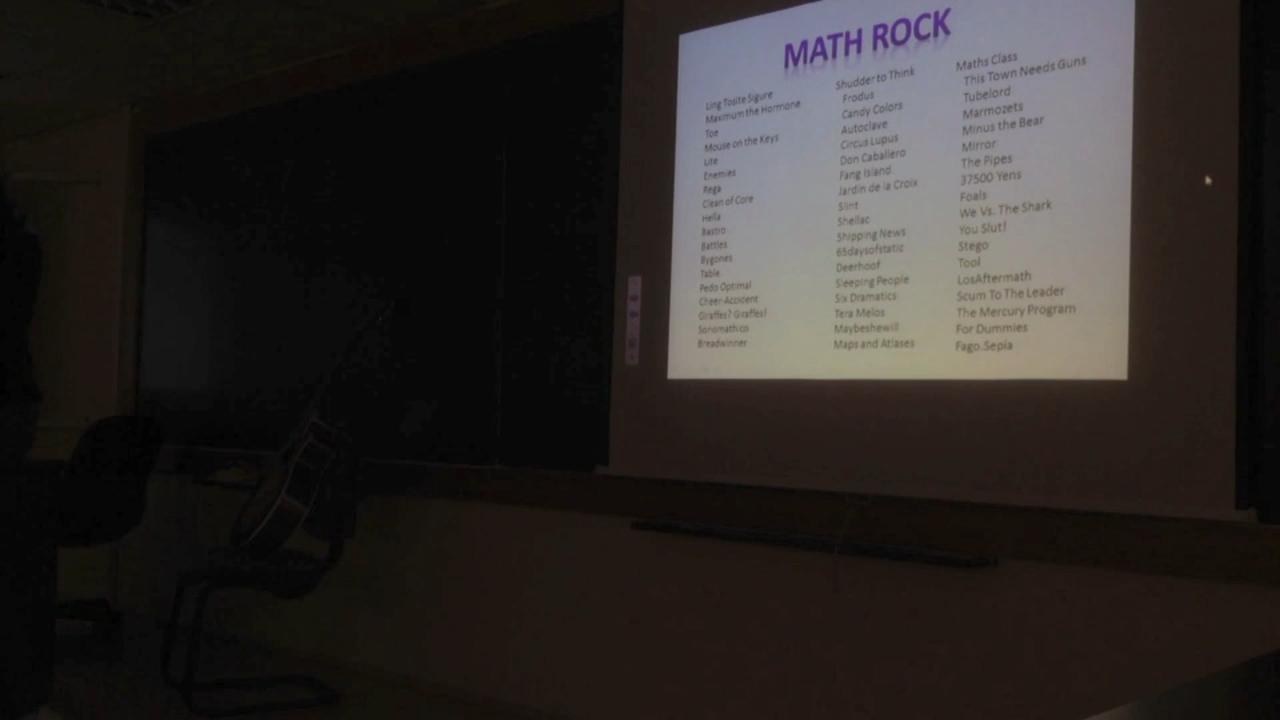 MATH ROCK
Ling Tosite Sigure
Maximum the Hormone
Toe
Mouse on the Keys
Lite
Enemies
Rega
Clean of Core
Hella
Bastro
Battles
Bygones
Table
Pedo Optimal
Cheer-Accident
Giraffes? Giraffes!
Sonomathco
Breadwinner
Shudder to Think
Frodus
Candy Colors
Autoclave
Circus Lupus
Don Caballero
Fang Island
Jardin de la Croix
Slint
Shellac
Shipping News
65daysofstatic
Deerhoof
Sleeping People
Six Dramatics
Tera Melos
Maybeshewill
Maps and Atlases
Maths Class
This Town Needs Guns
Tubelord
Marmozets
Minus the Bear
Mirror
The Pipes
37500 Yens
Foals
We Vs. The Shark
You Slut!
Stego
Tool
LosAftermath
Scum To The Leader
The Mercury Program
For Dummies
Fago.Sepia